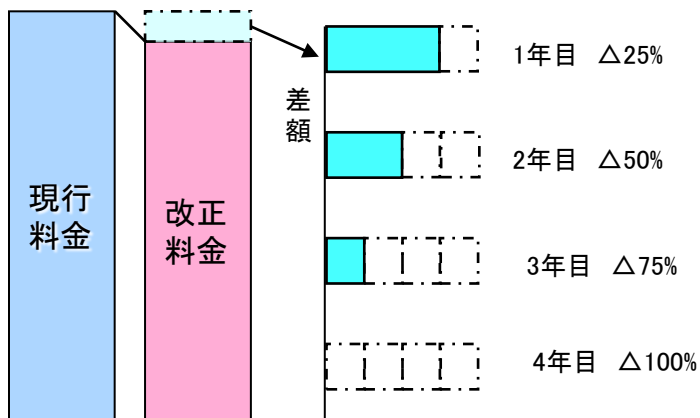 現行
料金
改正
料金
差額
1年目 △25%
2年目 △50%
3年目 △75%
4年目 △100%